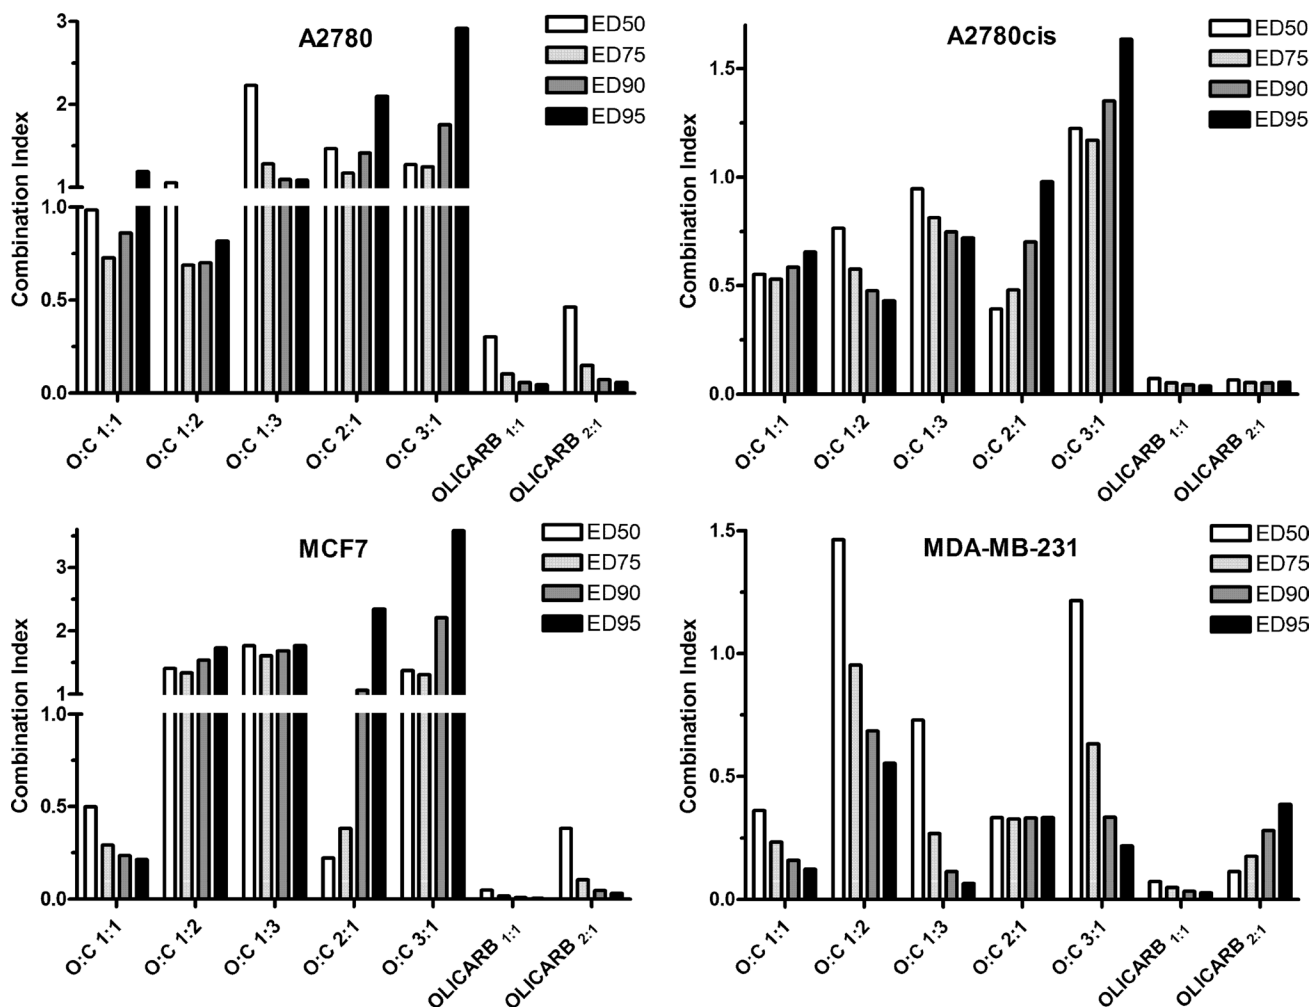 A2780
ED50
ED75
ED90
ED95
Combination Index
3
2
1
1.0
0.5
0.0
O:C 1:1
O:C 1:2
O:C 1:3
O:C 2:1
O:C 3:1
OLICARB 1:1
OLICARB 2:1
A2780cis
ED50
ED75
ED90
ED95
Combination Index
1.5
1.0
0.5
0.0
O:C 1:1
O:C 1:2
O:C 1:3
O:C 2:1
O:C 3:1
OLICARB 1:1
OLICARB 2:1
MCF7
ED50
ED75
ED90
ED95
Combination Index
3
2
1
1.0
0.5
0.0
O:C 1:1
O:C 1:2
O:C 1:3
O:C 2:1
O:C 3:1
OLICARB 1:1
OLICARB 2:1
MDA-MB-231
ED50
ED75
ED90
ED95
Combination Index
1.5
1.0
0.5
0.0
O:C 1:1
O:C 1:2
O:C 1:3
O:C 2:1
O:C 3:1
OLICARB 1:1
OLICARB 2:1